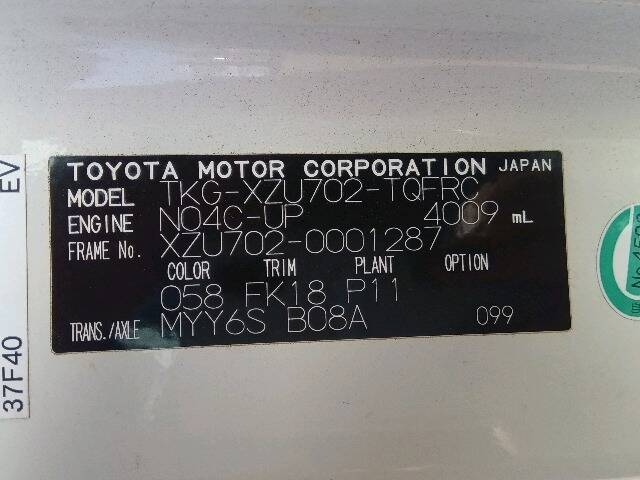 TOYOTA MOTOR CORPORATION JAPAN
MODEL TKG-XZU702-TQFRC
ENGINE N04C-UP 4009 mL
FRAME No. XZU702-0001287
COLOR TRIM PLANT OPTION
058 FK18 P11
TRANS./AXLE MYY6S B08A 099
37F40 EV